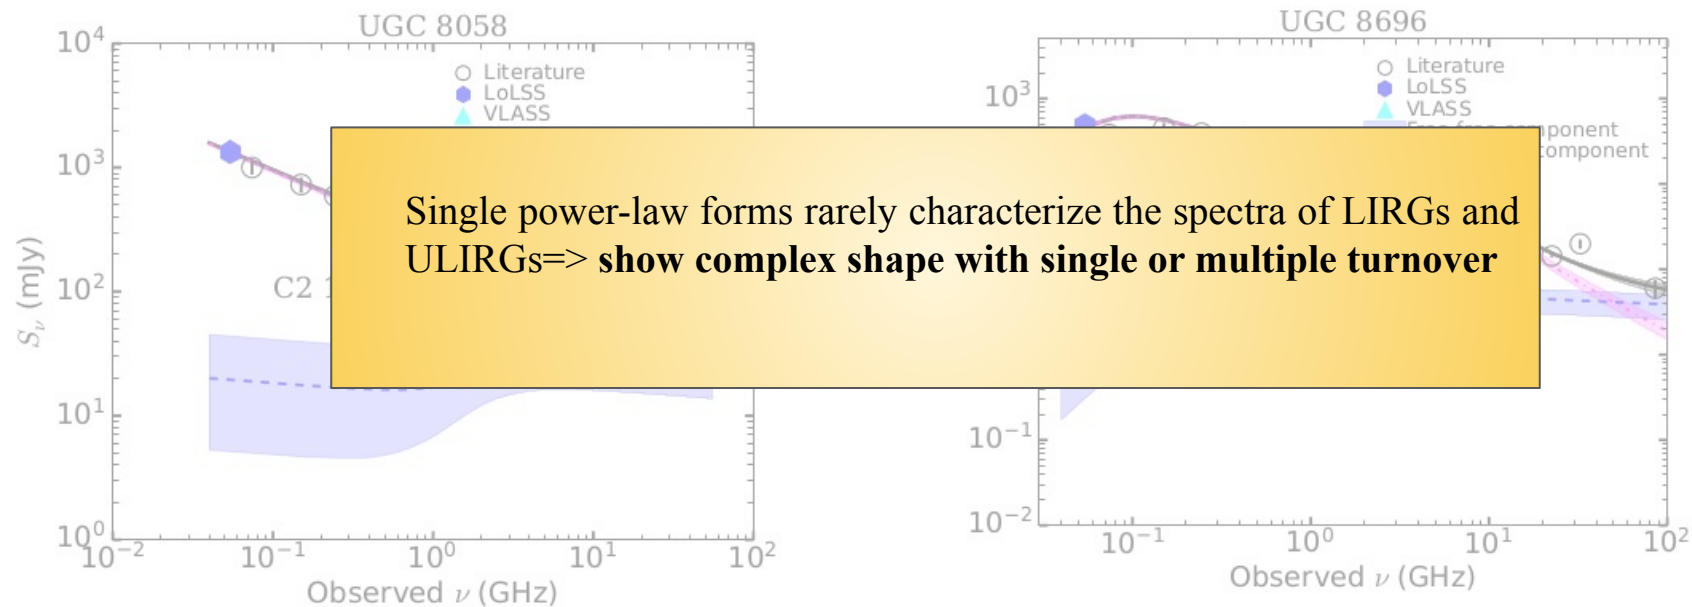 UGC 8058
10^4
10^3
10^2
10^1
10^0
S_ν (mJy)
Literature
LoLSS
VLASS
C2
10^-2
10^-1
10^0
10^1
10^2
Observed ν (GHz)
UGC 8696
10^3
10^-1
10^-2
Literature
LoLSS
VLASS
Free-free component
component
10^-1
10^0
10^1
10^2
Observed ν (GHz)
Single power-law forms rarely characterize the spectra of LIRGs and
ULIRGs=> show complex shape with single or multiple turnover